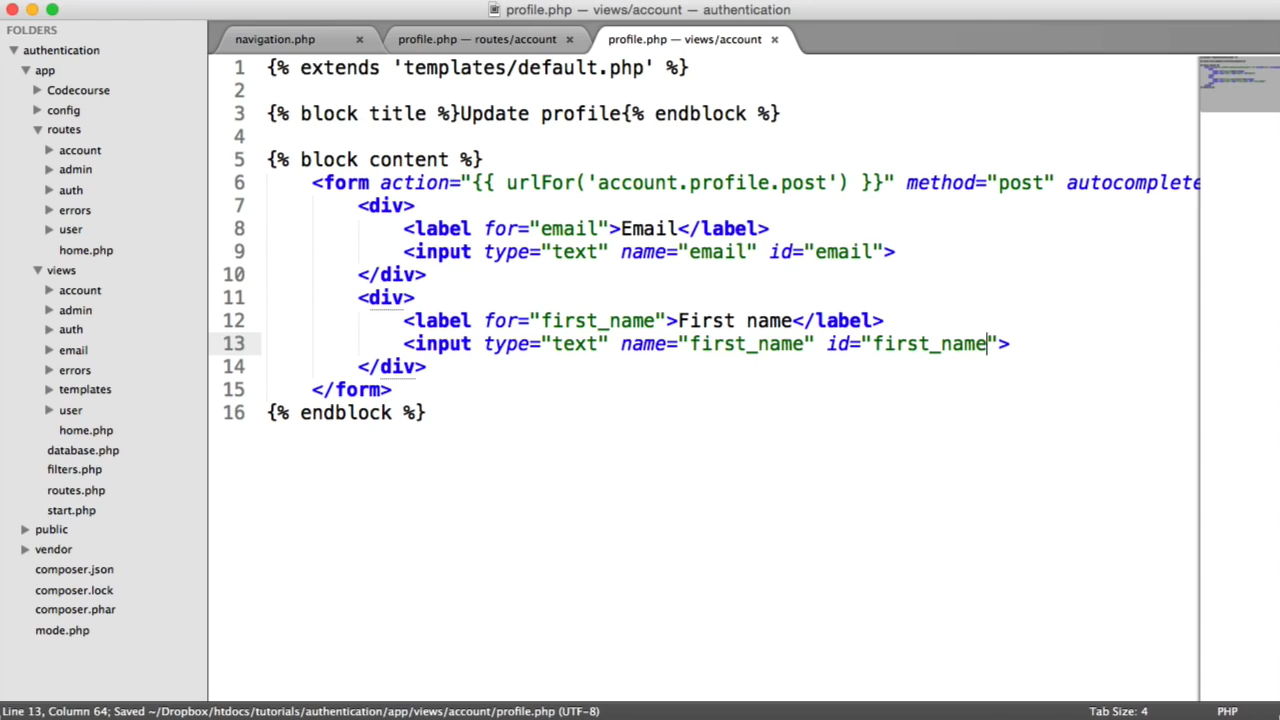 profile.php — views/account — authentication
FOLDERS
authentication
app
Codecourse
config
routes
account
admin
auth
errors
user
home.php
views
account
admin
auth
email
errors
templates
user
home.php
database.php
filters.php
routes.php
start.php
public
vendor
composer.json
composer.lock
composer.phar
mode.php
navigation.php × profile.php — routes/account × profile.php — views/account ×
1 {% extends 'templates/default.php' %}
2
3 {% block title %}Update profile{% endblock %}
4
5 {% block content %}
6 <form action="{{ urlFor('account.profile.post') }}" method="post" autocomplete
7 <div>
8 <label for="email">Email</label>
9 <input type="text" name="email" id="email">
10 </div>
11 <div>
12 <label for="first_name">First name</label>
13 <input type="text" name="first_name" id="first_name">
14 </div>
15 </form>
16 {% endblock %}
Line 13, Column 64; Saved ~/Dropbox/htdocs/tutorials/authentication/app/views/account/profile.php (UTF-8) Tab Size: 4 PHP